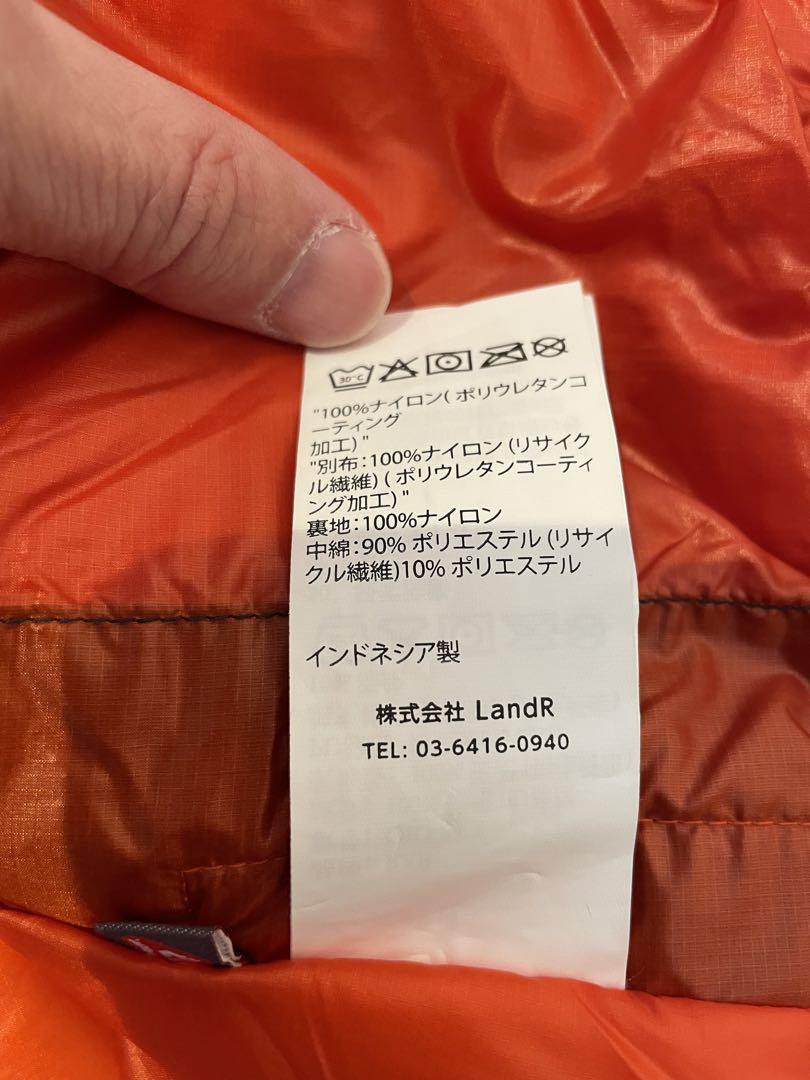 30°C
"100%ナイロン( ポリウレタンコ
ーティング
加工) "
"別布:100%ナイロン (リサイク
ル繊維) ( ポリウレタンコーティ
ング加工) "
裏地:100%ナイロン
中綿:90% ポリエステル (リサイ
クル繊維)10% ポリエステル
インドネシア製
株式会社 LandR
TEL: 03-6416-0940